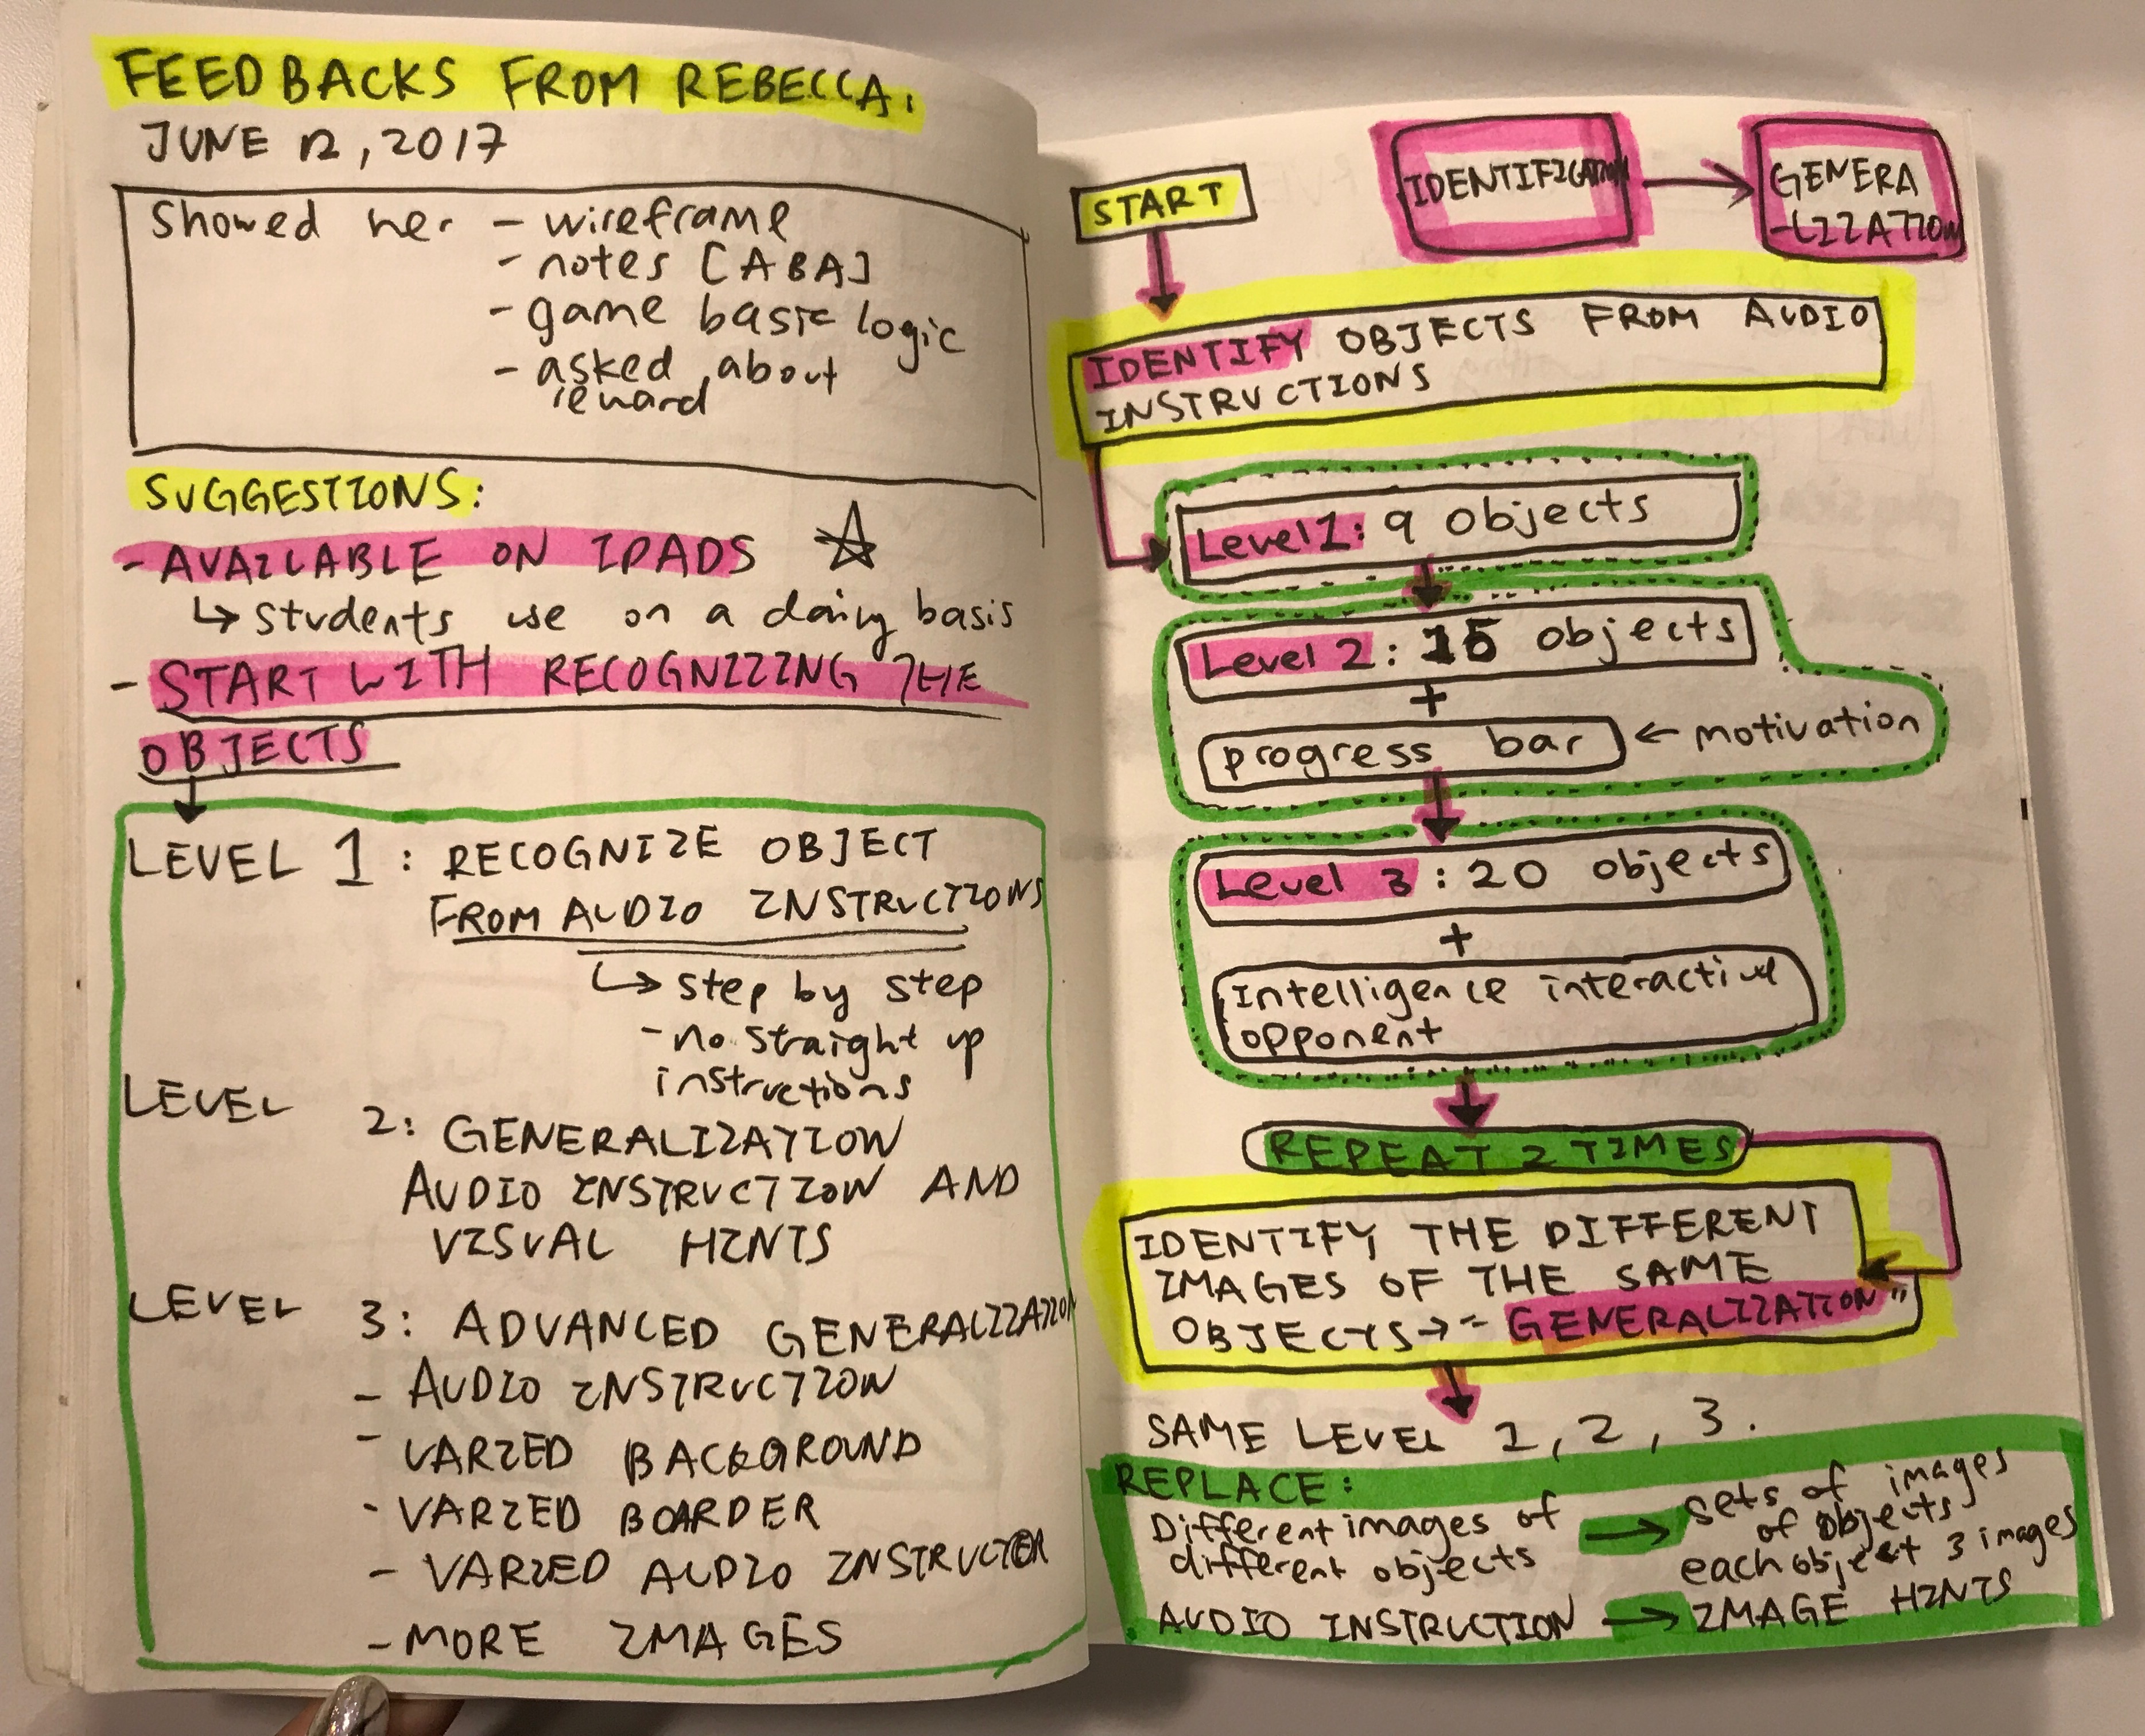 FEEDBACKS FROM REBECCA.
JUNE 12, 2017
Showed her - wireframe
- notes [ABA]
- game basic logic
- asked about
reward
SUGGESTIONS:
- AVAILABLE ON IPADS
↳ students use on a daily basis
- START WITH RECOGNIZING THE
OBJECTS
LEVEL 1 : RECOGNIZE OBJECT
FROM AUDIO INSTRUCTIONS
↳ step by step
- no straight up
instructions
LEVEL 2: GENERALIZATION
AUDIO INSTRUCTION AND
VISUAL HINTS
LEVEL 3: ADVANCED GENERALIZATION
- AUDIO INSTRUCTION
- VARIED BACKGROUND
- VARIED BOARDER
- VARIED AUDIO INSTRUCTOR
- MORE IMAGES
START
IDENTIFICATION → GENERA
-LIZATION
IDENTIFY OBJECTS FROM AUDIO
INSTRUCTIONS
Level 1: 9 objects
Level 2 : 15 objects
+
progress bar ← motivation
Level 3 : 20 objects
+
Intelligence interactive
opponent
REPEAT 2 TIMES
IDENTIFY THE DIFFERENT
IMAGES OF THE SAME
OBJECTS → "GENERALIZATION"
SAME LEVEL 1, 2, 3.
REPLACE:
Different images of
different objects → sets of images
of objects
each object 3 images
AUDIO INSTRUCTION → IMAGE HINTS